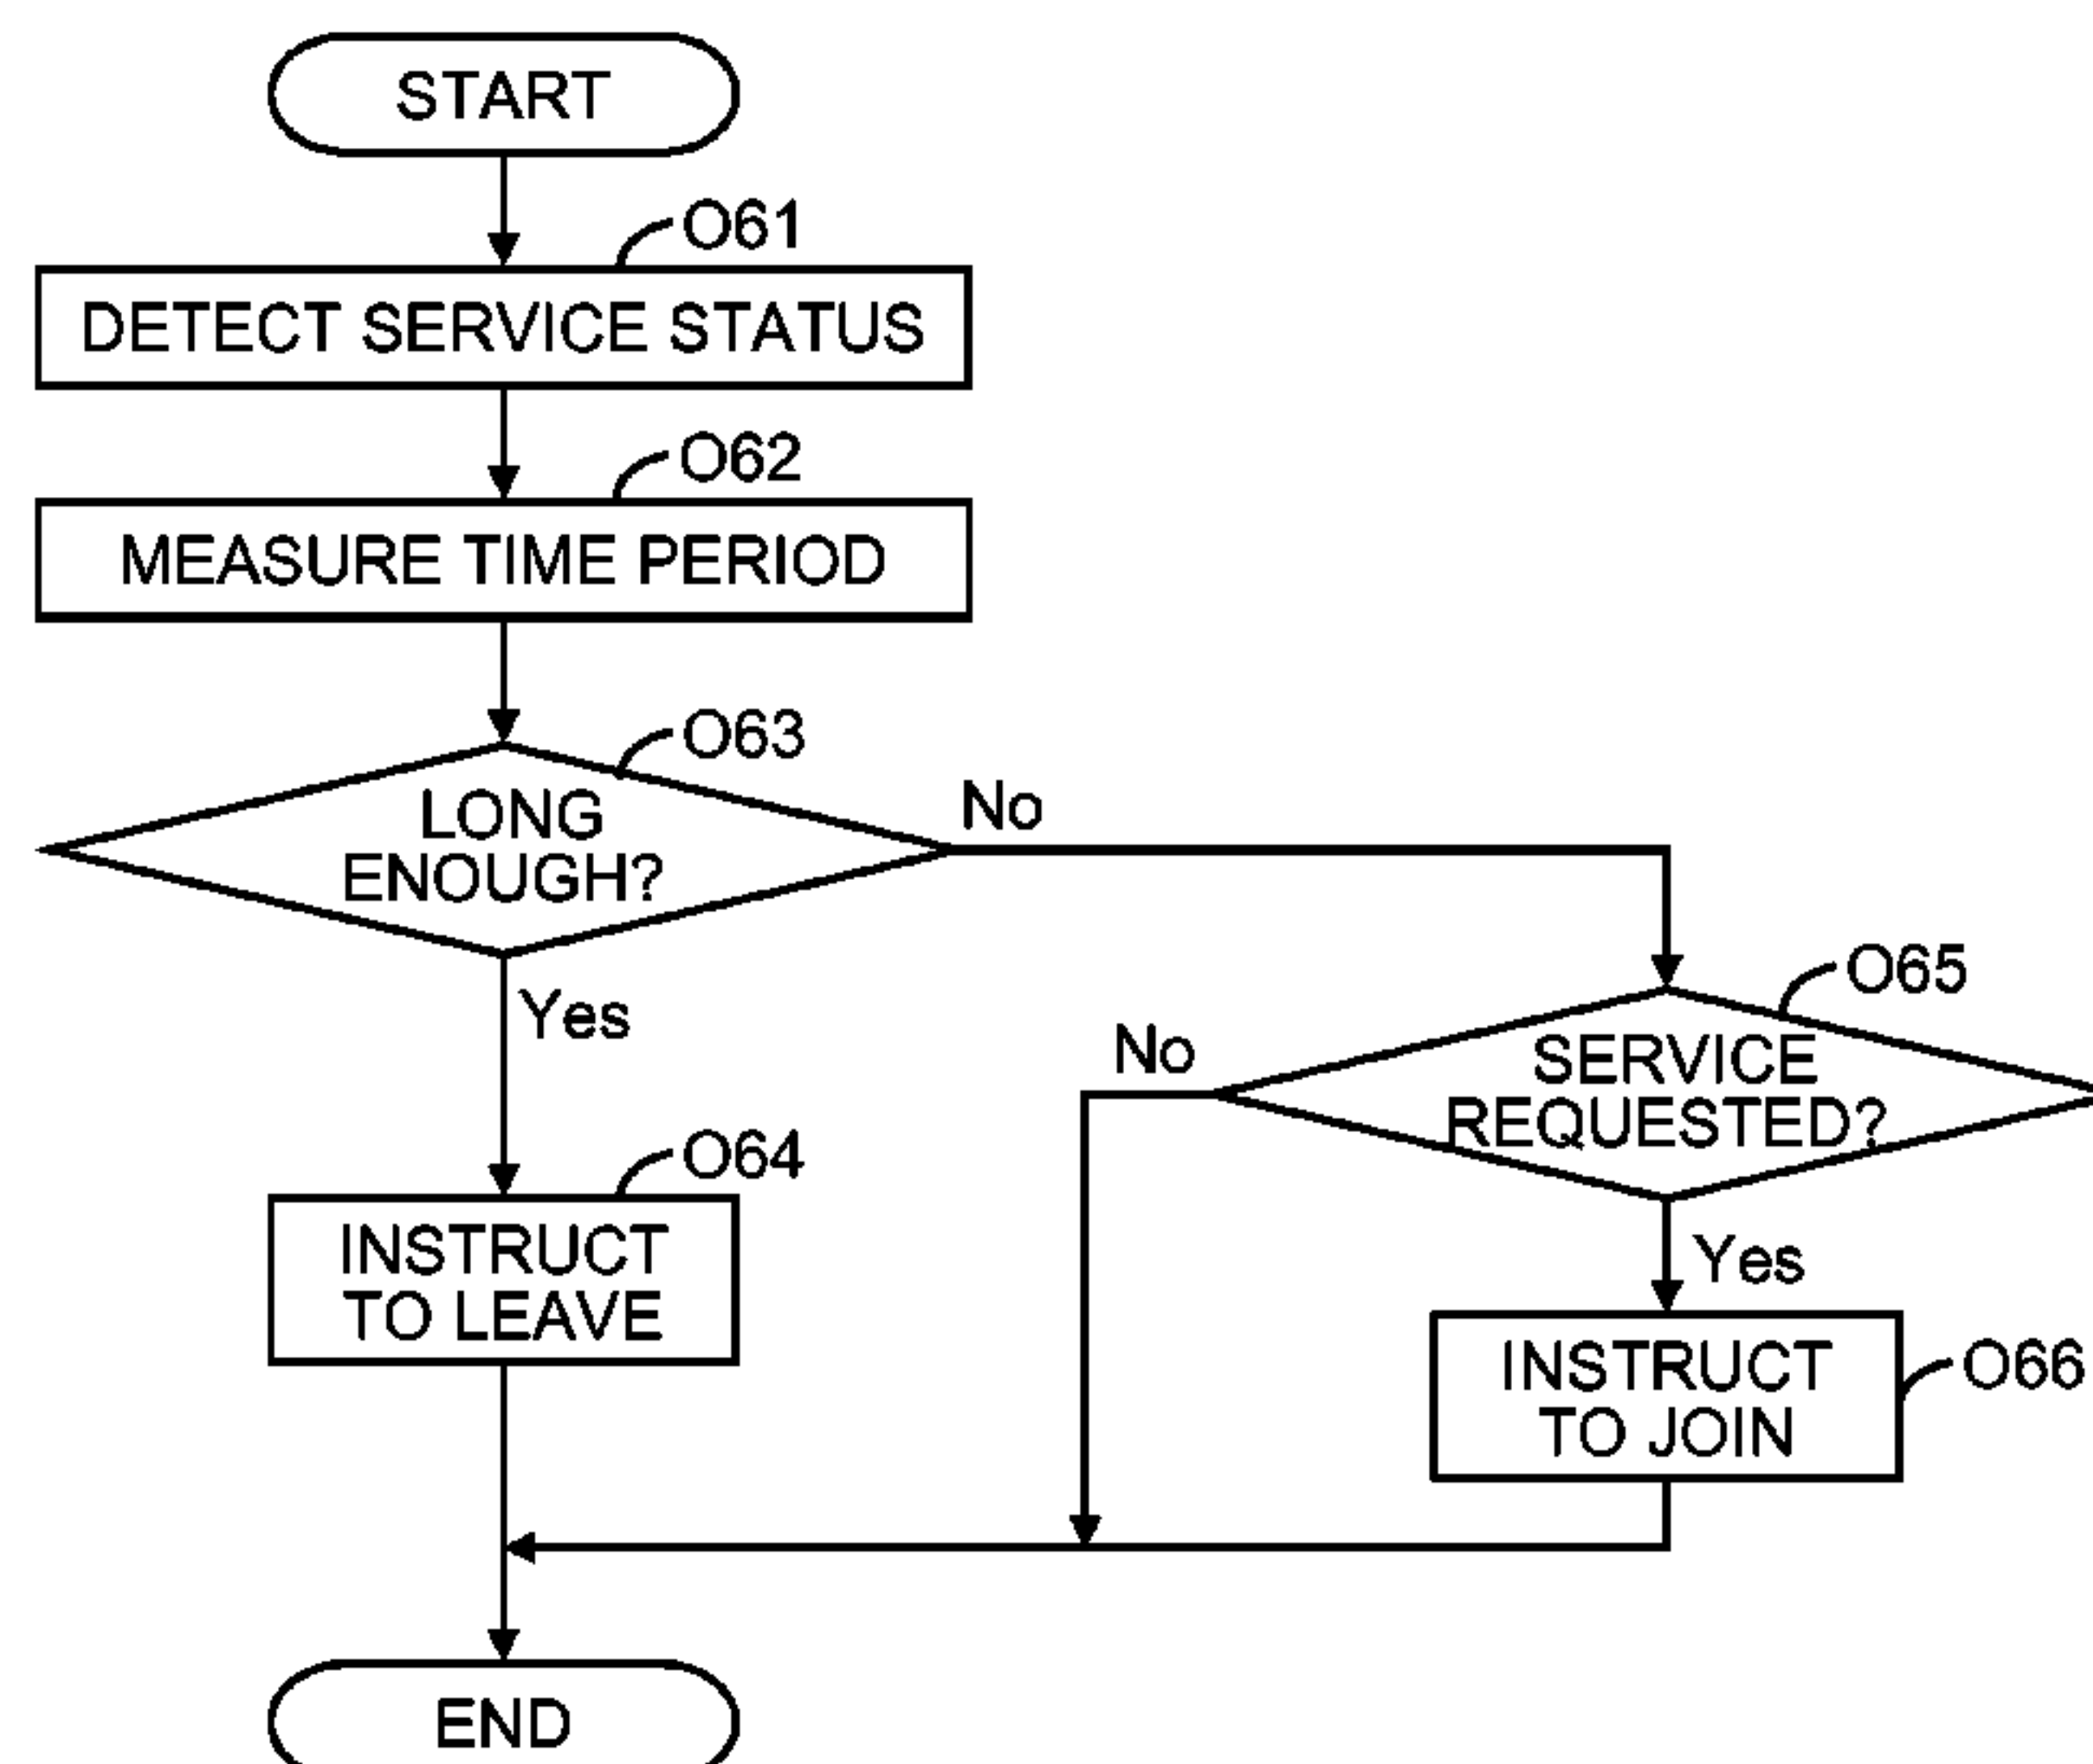 START
O61
DETECT SERVICE STATUS
O62
MEASURE TIME PERIOD
O63
LONG
ENOUGH?
No
Yes
O65
SERVICE
REQUESTED?
No
Yes
O64
INSTRUCT
TO LEAVE
INSTRUCT
TO JOIN
O66
END